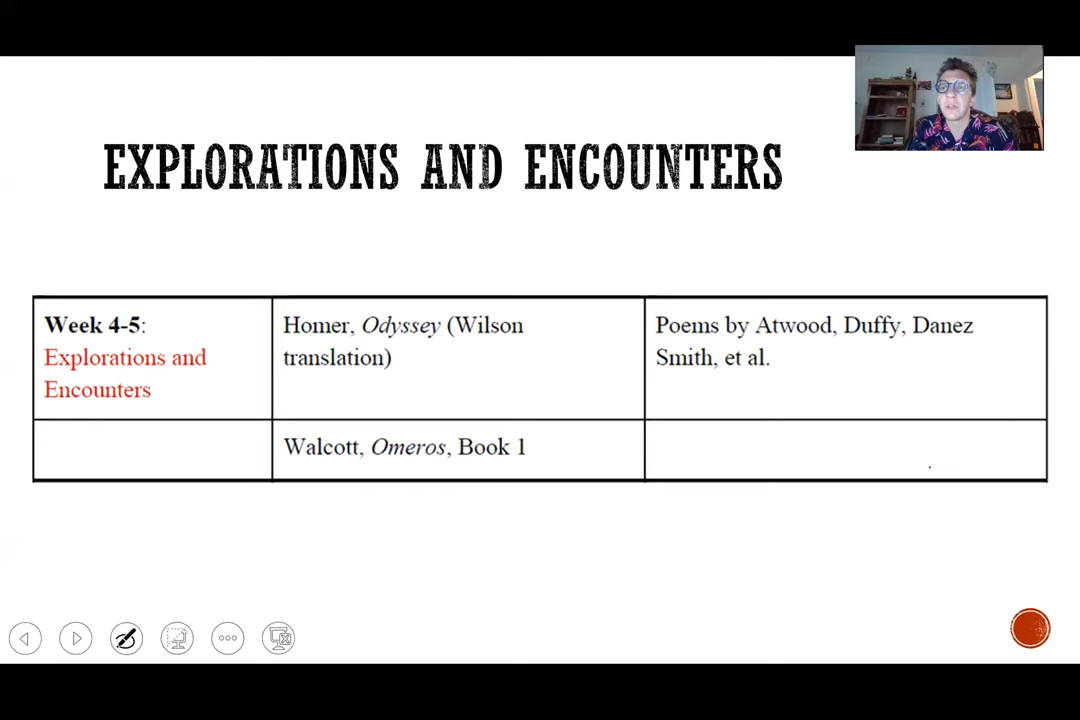 EXPLORATIONS AND ENCOUNTERS
Week 4-5:
Explorations and
Encounters
Homer, Odyssey (Wilson
translation)
Poems by Atwood, Duffy, Danez
Smith, et al.
Walcott, Omeros, Book 1